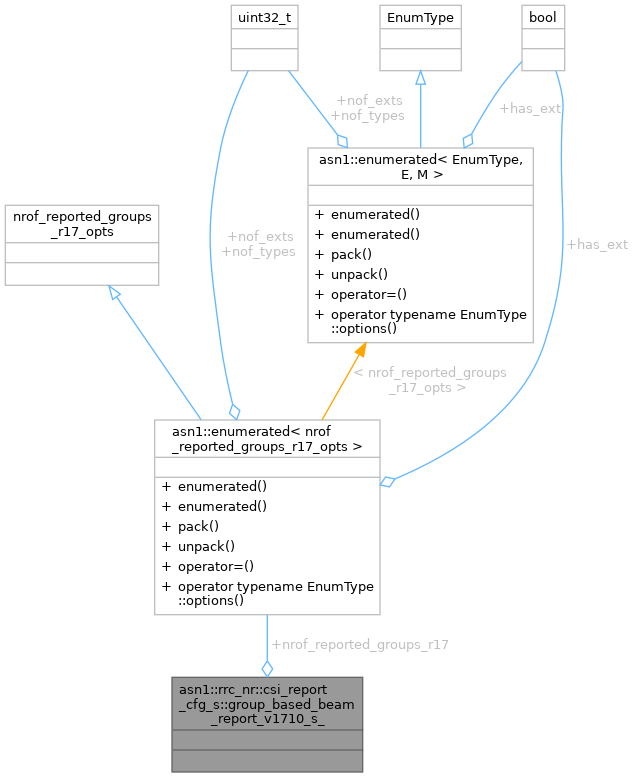 uint32_t
EnumType
bool
+nof_exts
+nof_types
+has_ext
asn1::enumerated< EnumType,
E, M >
+ enumerated()
+ enumerated()
+ pack()
+ unpack()
+ operator=()
+ operator typename EnumType
::options()
nrof_reported_groups
_r17_opts
+nof_exts
+nof_types
+has_ext
< nrof_reported_groups
_r17_opts >
asn1::enumerated< nrof
_reported_groups_r17_opts >
+ enumerated()
+ enumerated()
+ pack()
+ unpack()
+ operator=()
+ operator typename EnumType
::options()
+nrof_reported_groups_r17
asn1::rrc_nr::csi_report
_cfg_s::group_based_beam
_report_v1710_s_